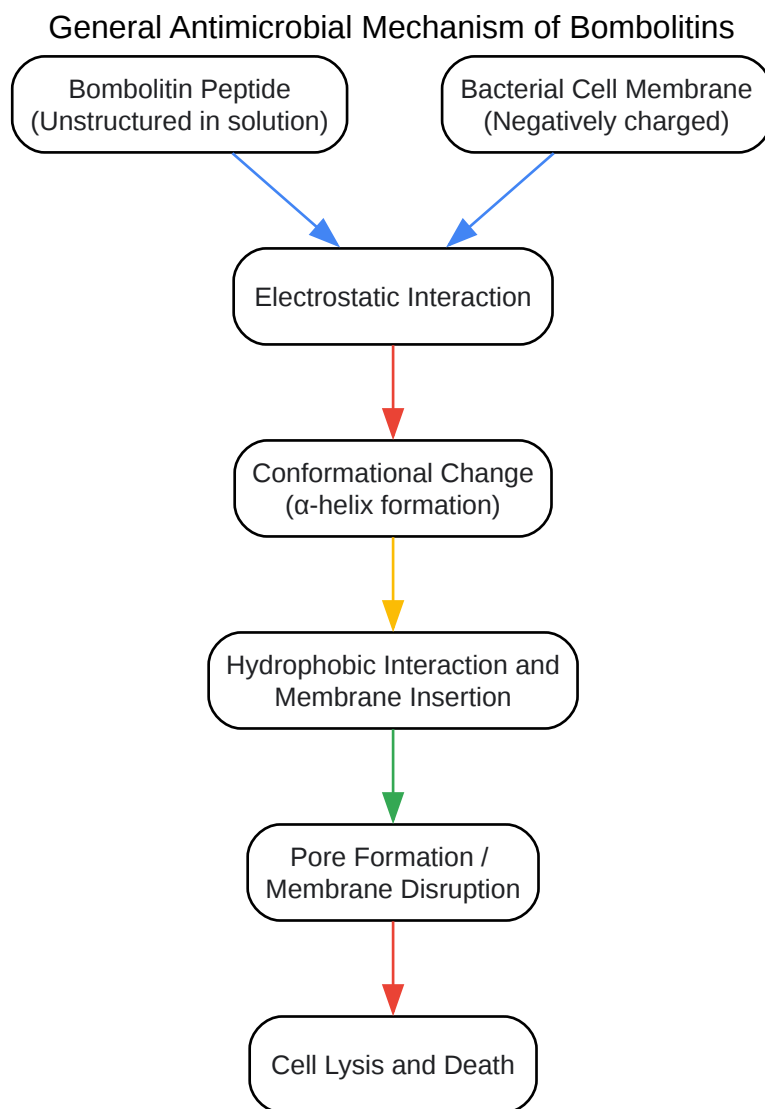 General Antimicrobial Mechanism of Bombolitins
Bombolitin Peptide
(Unstructured in solution)
Bacterial Cell Membrane
(Negatively charged)
Electrostatic Interaction
Conformational Change
(α-helix formation)
Hydrophobic Interaction and
Membrane Insertion
Pore Formation /
Membrane Disruption
Cell Lysis and Death